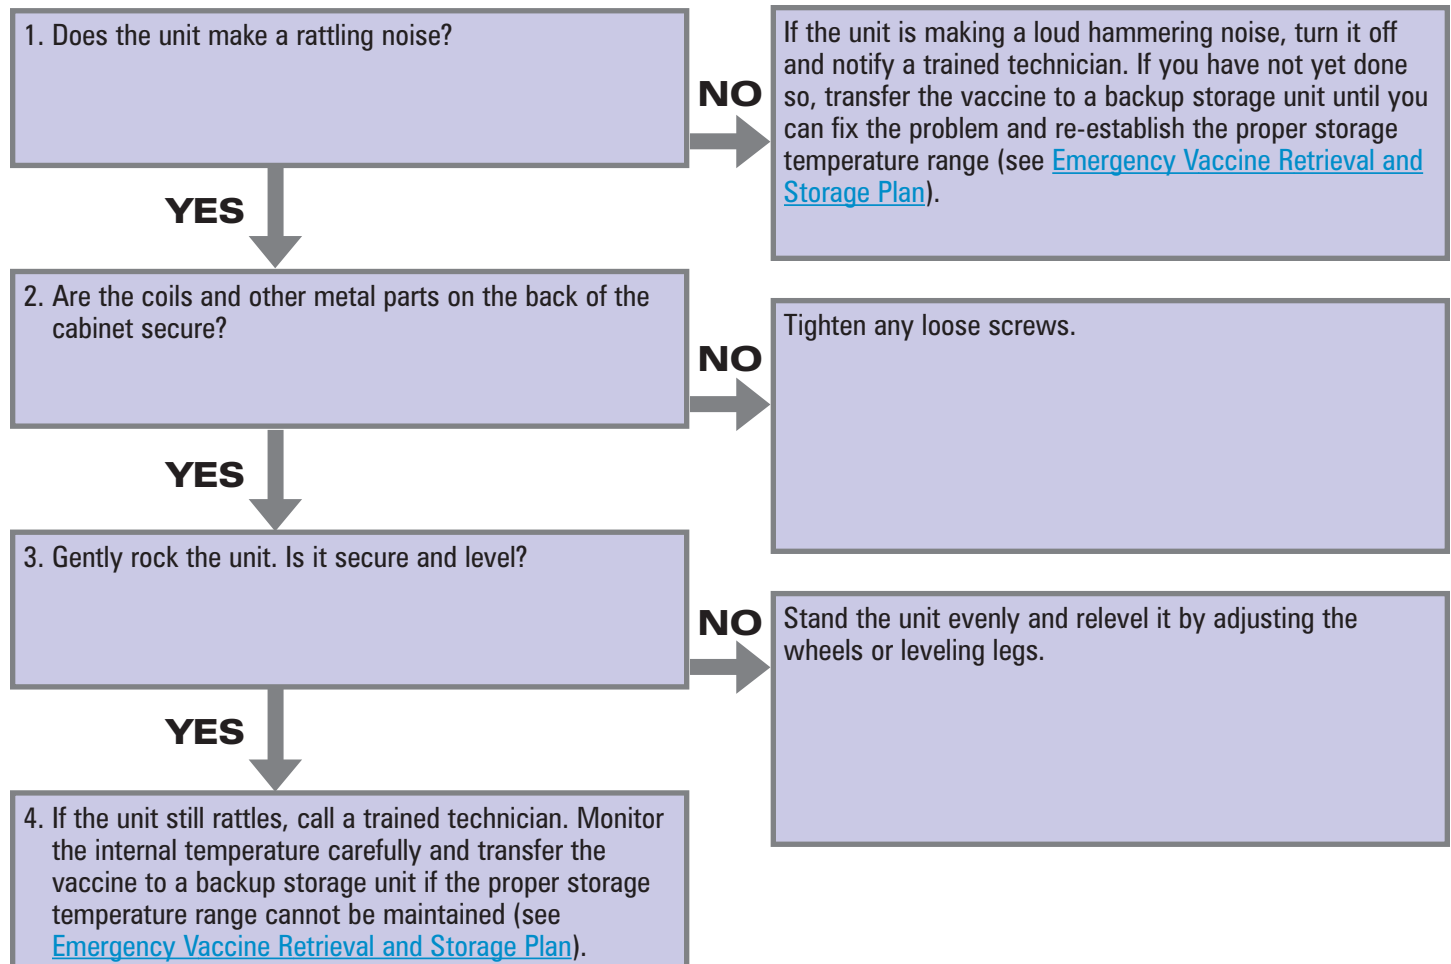 1. Does the unit make a rattling noise?
NO
If the unit is making a loud hammering noise, turn it off
and notify a trained technician. If you have not yet done
so, transfer the vaccine to a backup storage unit until you
can fix the problem and re-establish the proper storage
temperature range (see Emergency Vaccine Retrieval and
Storage Plan).
YES
2. Are the coils and other metal parts on the back of the
cabinet secure?
NO
Tighten any loose screws.
YES
3. Gently rock the unit. Is it secure and level?
NO
Stand the unit evenly and relevel it by adjusting the
wheels or leveling legs.
YES
4. If the unit still rattles, call a trained technician. Monitor
the internal temperature carefully and transfer the
vaccine to a backup storage unit if the proper storage
temperature range cannot be maintained (see
Emergency Vaccine Retrieval and Storage Plan).